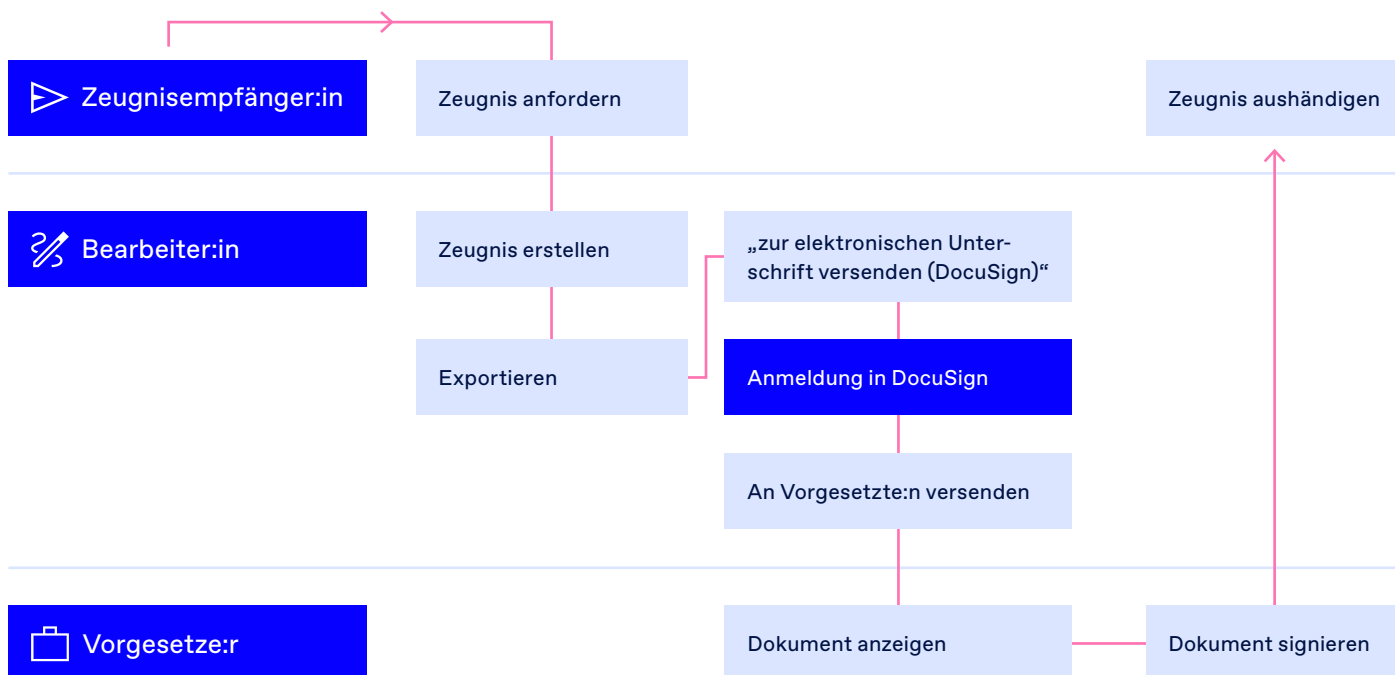 Zeugnisempfänger:in
Zeugnis anfordern
Zeugnis aushändigen
Bearbeiter:in
Zeugnis erstellen
„zur elektronischen Unter-
schrift versenden (DocuSign)“
Exportieren
Anmeldung in DocuSign
An Vorgesetzte:n versenden
Vorgesetze:r
Dokument anzeigen
Dokument signieren